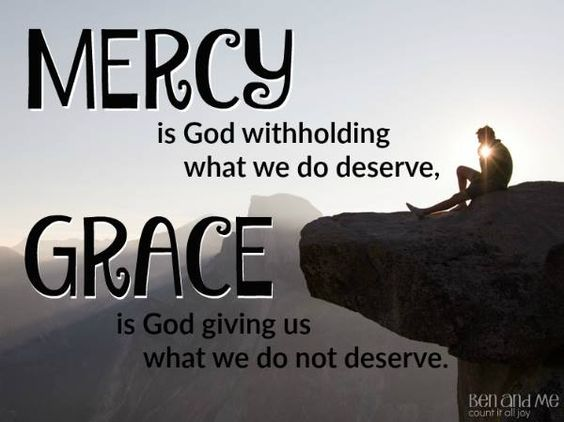 MERCY
is God withholding
what we do deserve,
GRACE
is God giving us
what we do not deserve.
Ben and Me
count it all joy